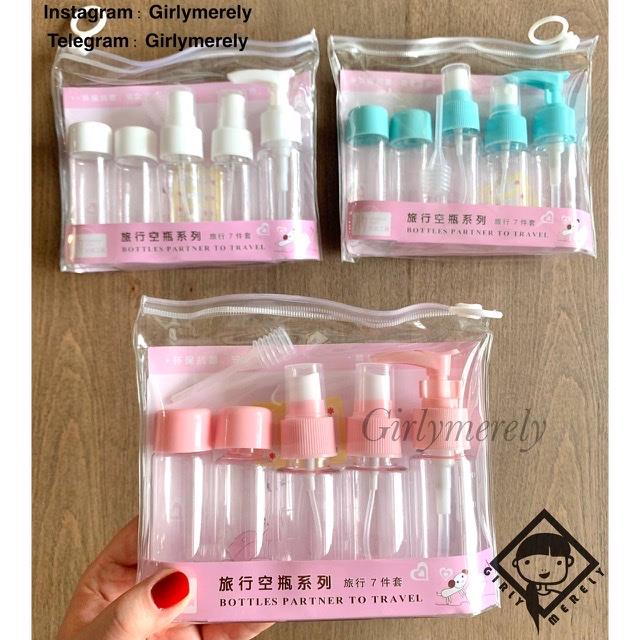 Instagram： Girlymerely
Telegram： Girlymerely
旅行空瓶系列 旅行 7 件套
BOTTLES PARTNER TO TRAVEL
旅行空瓶系列 旅行 7 件套
BOTTLES PARTNER TO TRAVEL
Girlymerely
旅行空瓶系列 旅行 7 件套
BOTTLES PARTNER TO TRAVEL
GIRLY MERELY